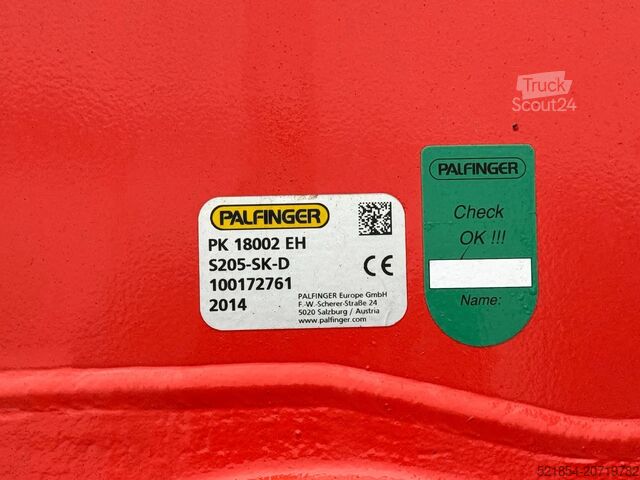 Truck
Scout24
PALFINGER
PK 18002 EH
S205-SK-D
100172761
2014
PALFINGER Europe GmbH
F.-W.-Scherer-Straße 24
5020 Salzburg / Austria
www.palfinger.com
CE
PALFINGER
Check
OK !!!
Name:
521854-20719732